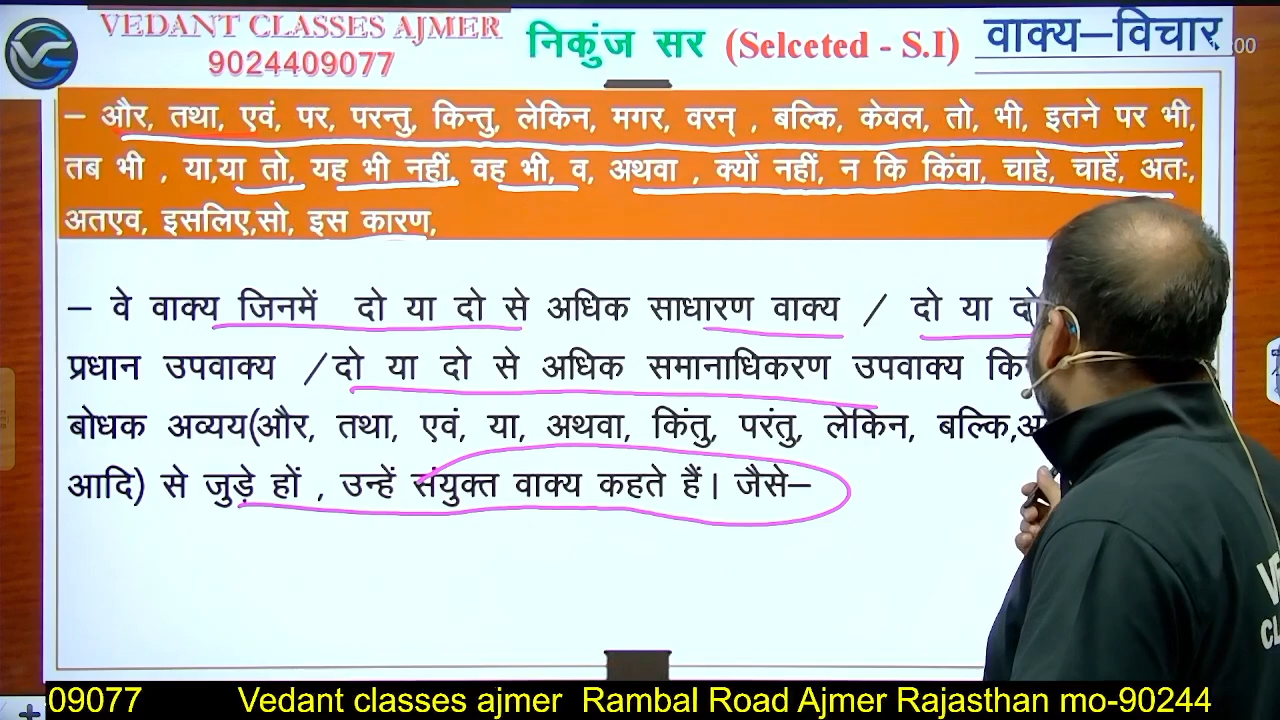 VEDANT CLASSES AJMER
9024409077
निकुंज सर (Selceted - S.I)
वाक्य–विचार
:00
– और, तथा, एवं, पर, परन्तु, किन्तु, लेकिन, मगर, वरन् , बल्कि, केवल, तो, भी, इतने पर भी,
तब भी , या,या तो, यह भी नहीं, वह भी, व, अथवा , क्यों नहीं, न कि किंवा, चाहे, चाहें, अतः,
अतएव, इसलिए,सो, इस कारण,
– वे वाक्य जिनमें दो या दो से अधिक साधारण वाक्य / दो या दो
प्रधान उपवाक्य /दो या दो से अधिक समानाधिकरण उपवाक्य
बोधक अव्यय(और, तथा, एवं, या, अथवा, किंतु, परंतु, लेकिन, बल्कि,
आदि) से जुड़े हों , उन्हें संयुक्त वाक्य कहते हैं। जैसे–
09077 Vedant classes ajmer Rambal Road Ajmer Rajasthan mo-90244